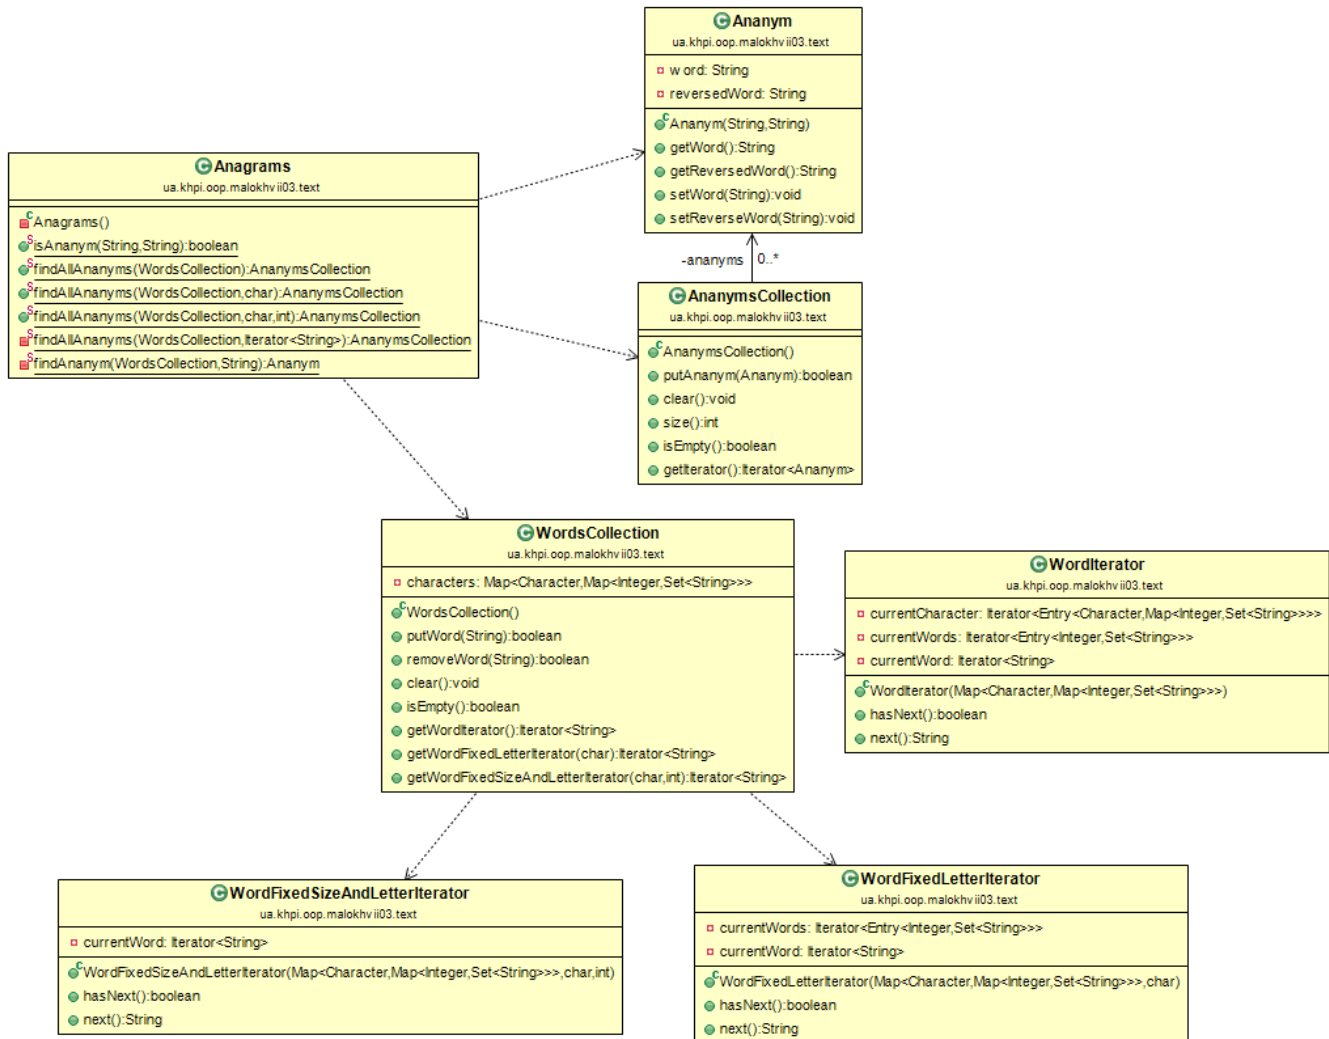 Ananym
ua.khpi.oop.malokhvii03.text
word: String
reversedWord: String
Ananym(String,String)
getWord():String
getReversedWord():String
setWord(String):void
setReverseWord(String):void
Anagrams
ua.khpi.oop.malokhvii03.text
Anagrams()
isAnanym(String,String):boolean
findAllAnanyms(WordsCollection):AnanymsCollection
findAllAnanyms(WordsCollection,char):AnanymsCollection
findAllAnanyms(WordsCollection,char,int):AnanymsCollection
findAllAnanyms(WordsCollection,Iterator<String>):AnanymsCollection
findAnanym(WordsCollection,String):Ananym
-ananyms 0..*
AnanymsCollection
ua.khpi.oop.malokhvii03.text
AnanymsCollection()
putAnanym(Ananym):boolean
clear():void
size():int
isEmpty():boolean
getIterator():Iterator<Ananym>
WordsCollection
ua.khpi.oop.malokhvii03.text
characters: Map<Character,Map<Integer,Set<String>>>
WordsCollection()
putWord(String):boolean
removeWord(String):boolean
clear():void
isEmpty():boolean
getWordIterator():Iterator<String>
getWordFixedLetterIterator(char):Iterator<String>
getWordFixedSizeAndLetterIterator(char,int):Iterator<String>
WordIterator
ua.khpi.oop.malokhvii03.text
currentCharacter: Iterator<Entry<Character,Map<Integer,Set<String>>>>
currentWords: Iterator<Entry<Integer,Set<String>>>
currentWord: Iterator<String>
WordIterator(Map<Character,Map<Integer,Set<String>>>)
hasNext():boolean
next():String
WordFixedSizeAndLetterIterator
ua.khpi.oop.malokhvii03.text
currentWord: Iterator<String>
WordFixedSizeAndLetterIterator(Map<Character,Map<Integer,Set<String>>>,char,int)
hasNext():boolean
next():String
WordFixedLetterIterator
ua.khpi.oop.malokhvii03.text
currentWords: Iterator<Entry<Integer,Set<String>>>
currentWord: Iterator<String>
WordFixedLetterIterator(Map<Character,Map<Integer,Set<String>>>,char)
hasNext():boolean
next():String